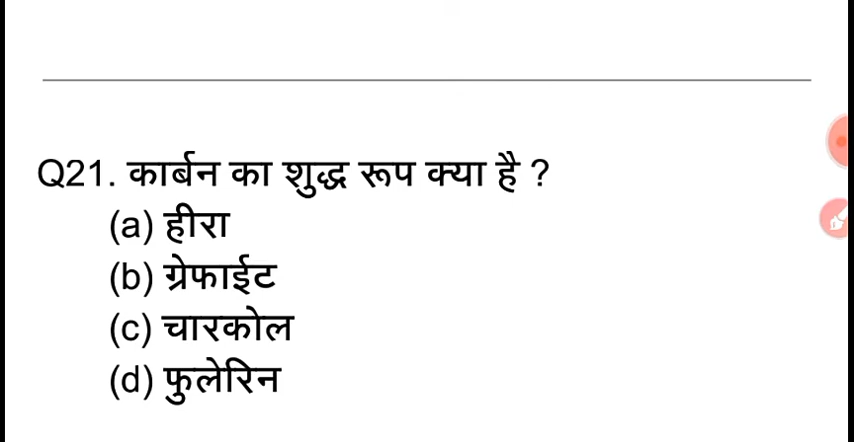 Q21. कार्बन का शुद्ध रूप क्या है ?
(a) हीरा
(b) ग्रेफाईट
(c) चारकोल
(d) फुलेरिन